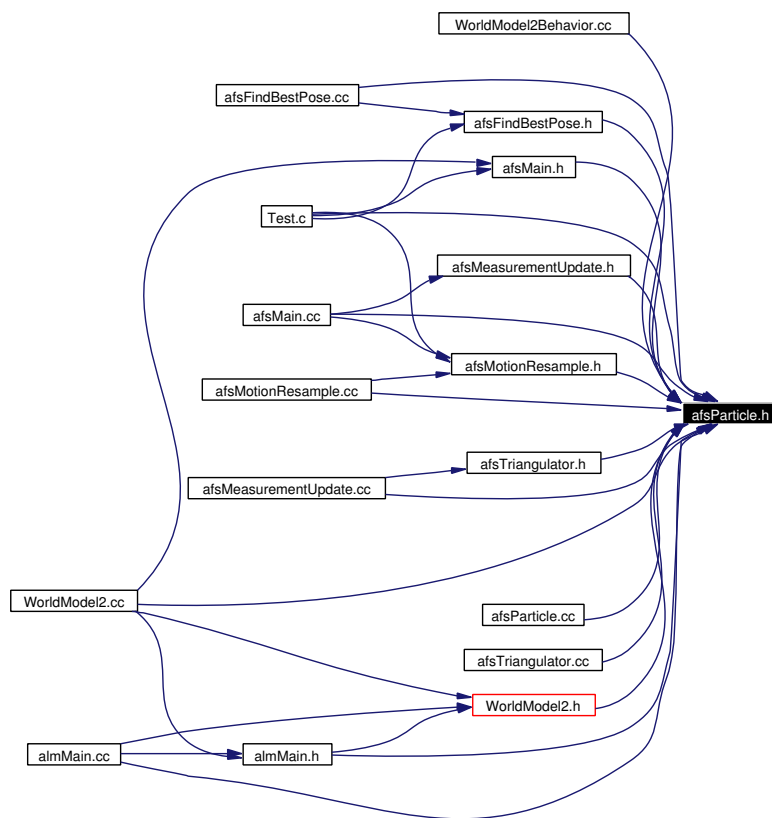 WorldModel2Behavior.cc
afsFindBestPose.cc
afsFindBestPose.h
afsMain.h
Test.c
afsMeasurementUpdate.h
afsMain.cc
afsMotionResample.h
afsMotionResample.cc
afsParticle.h
afsTriangulator.h
afsMeasurementUpdate.cc
WorldModel2.cc
afsParticle.cc
afsTriangulator.cc
WorldModel2.h
almMain.cc
almMain.h